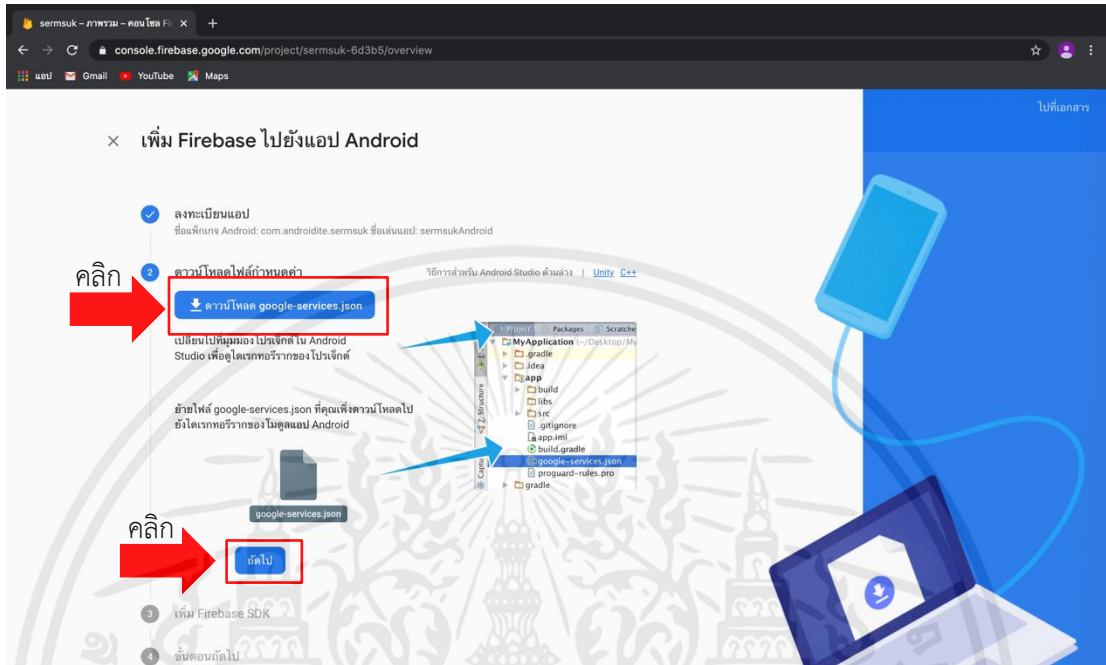 sermsuk – ภาพรวม – คอนโซล Fir
console.firebase.google.com/project/sermsuk-6d3b5/overview
แอป Gmail YouTube Maps
ไปที่เอกสาร
เพิ่ม Firebase ไปยังแอป Android
ลงทะเบียนแอป
ชื่อแพ็กเกจ Android: com.androidite.sermsuk ชื่อเล่นแอป: sermsukAndroid
คลิก
2 ดาวน์โหลดไฟล์กำหนดค่า
วิธีการสำหรับ Android Studio ด้านล่าง | Unity C++
ดาวน์โหลด google-services.json
เปลี่ยนไปที่มุมมอง โปรเจ็กต์ ใน Android
Studio เพื่อดูไดเรกทอรีรากของโปรเจ็กต์
ย้ายไฟล์ google-services.json ที่คุณเพิ่งดาวน์โหลดไป
ยังไดเรกทอรีรากของ โมดูลแอป Android
Project Packages Scratche
MyApplication (~/Desktop/My
.gradle
.idea
app
build
libs
src
.gitignore
app.iml
build.gradle
google-services.json
proguard-rules.pro
gradle
Z: Structure
Captu
google-services.json
คลิก
ถัดไป
3 เพิ่ม Firebase SDK
4 ขั้นตอนถัดไป